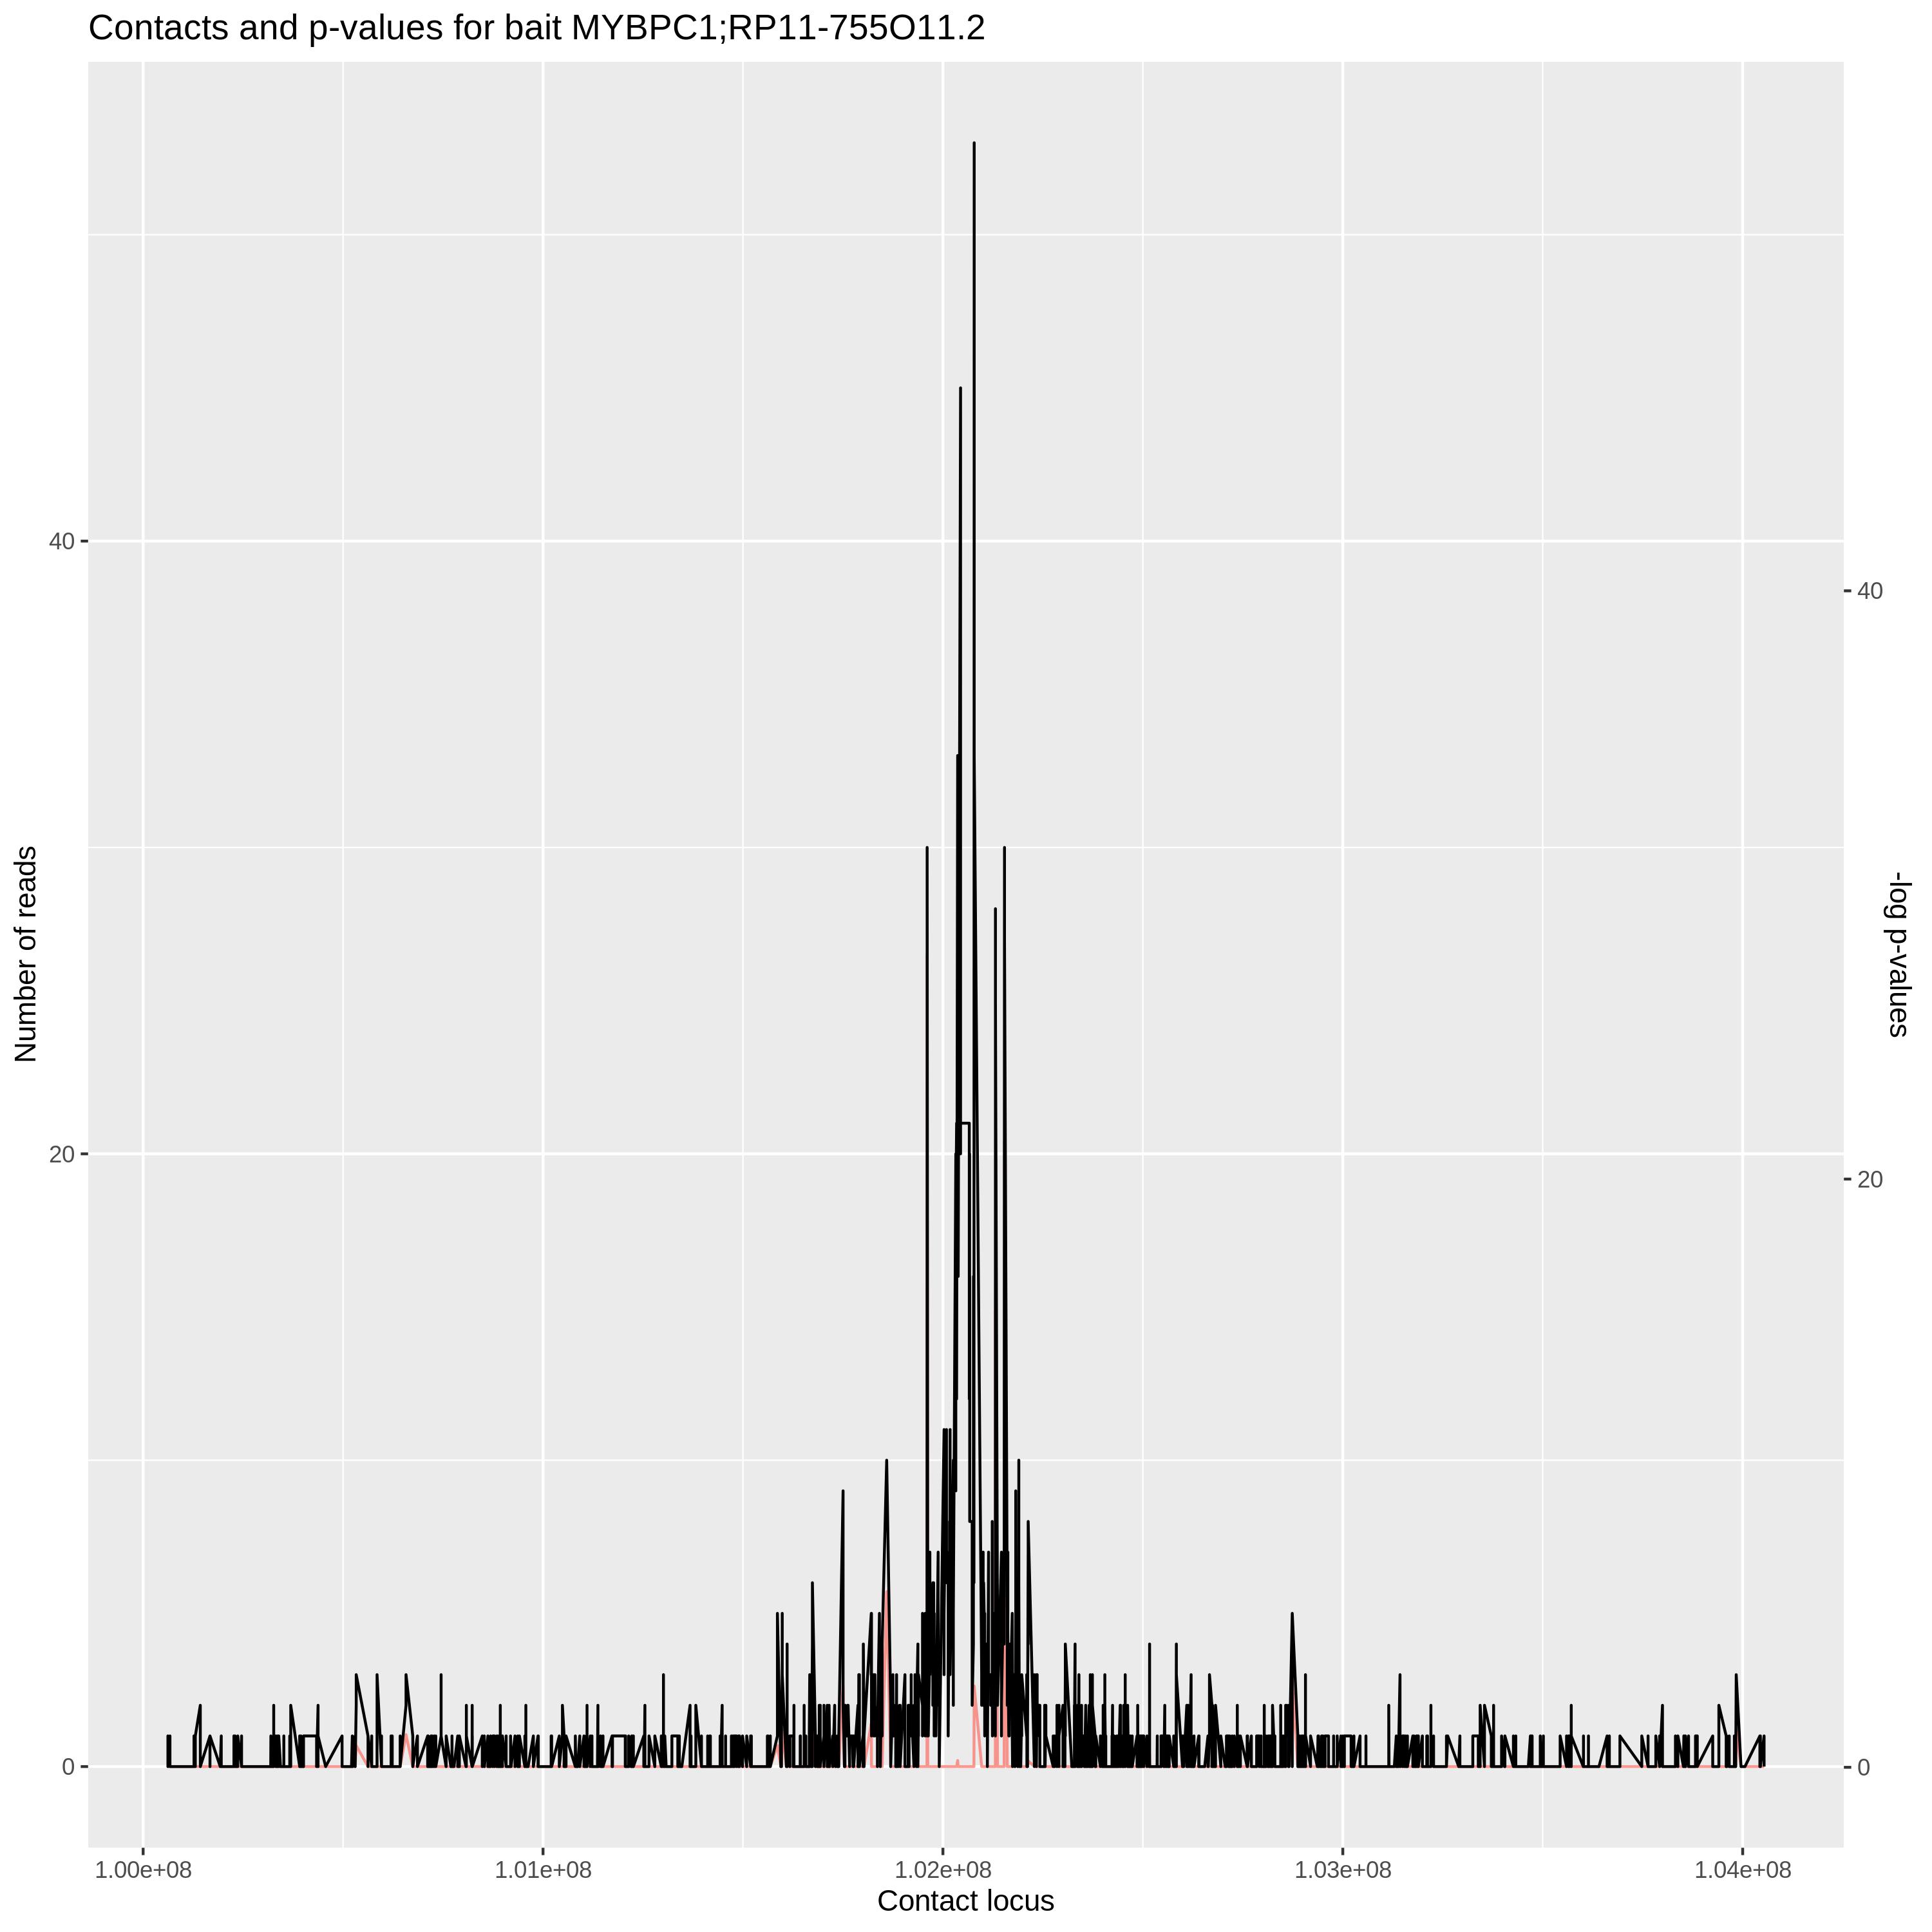 Contacts and p-values for bait MYBPC1;RP11-755O11.2
Number of reads
40
20
0
-log p-values
40
20
0
1.00e+08 1.01e+08 1.02e+08 1.03e+08 1.04e+08
Contact locus